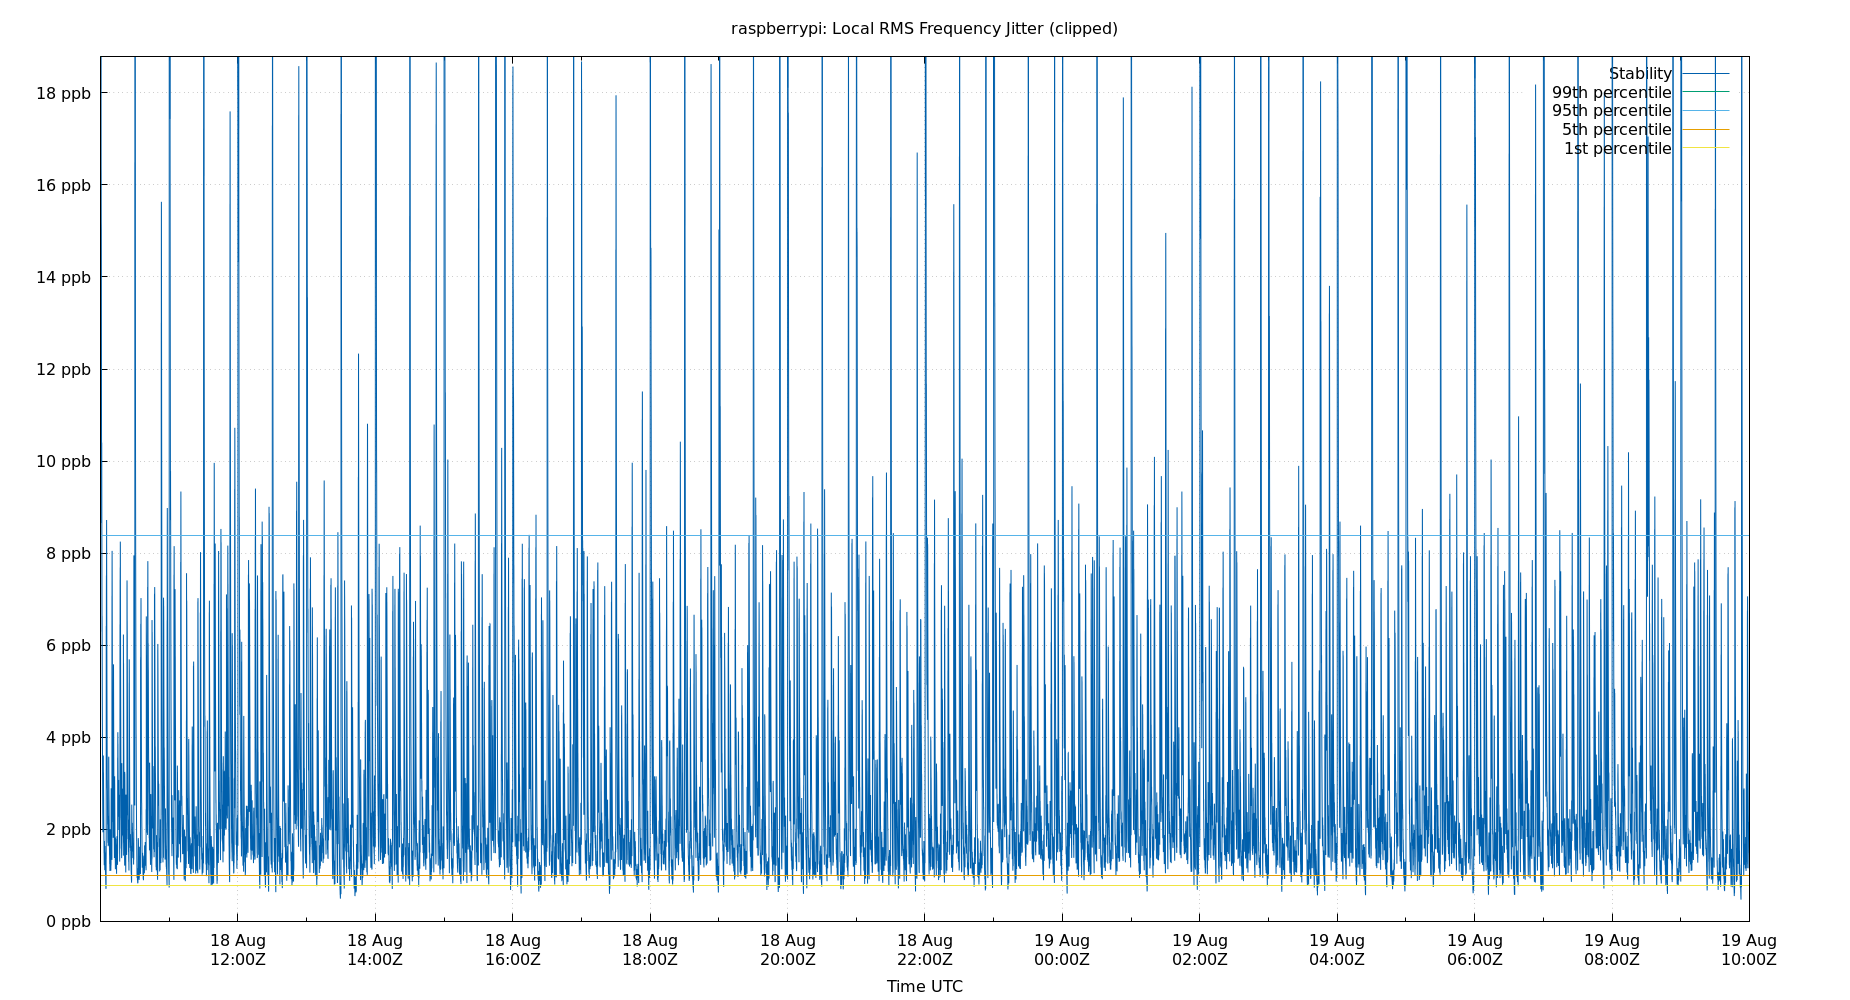 raspberrypi: Local RMS Frequency Jitter (clipped)
Stability
99th percentile
95th percentile
5th percentile
1st percentile
18 ppb
16 ppb
14 ppb
12 ppb
10 ppb
8 ppb
6 ppb
4 ppb
2 ppb
0 ppb
18 Aug 18 Aug 18 Aug 18 Aug 18 Aug 18 Aug 19 Aug 19 Aug 19 Aug 19 Aug 19 Aug 19 Aug
12:00Z 14:00Z 16:00Z 18:00Z 20:00Z 22:00Z 00:00Z 02:00Z 04:00Z 06:00Z 08:00Z 10:00Z
Time UTC